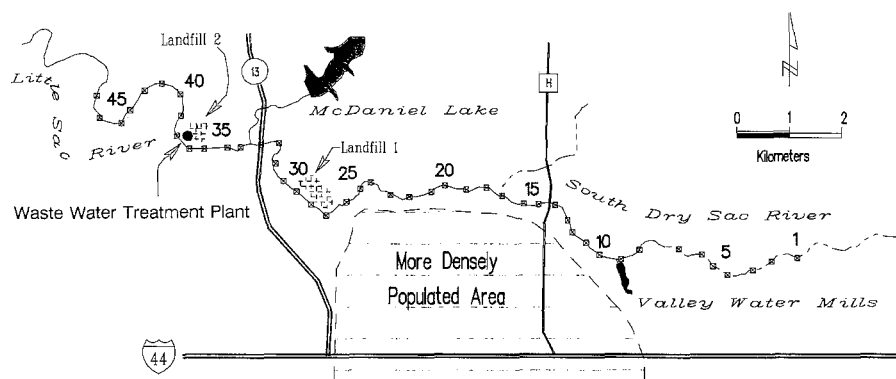 Landfill 2
13
H
N
Little Sac
River
40
45
35
McDaniel Lake
0 1 2
Kilometers
Landfill 1
30
25
20
15
South Dry Sac River
Waste Water Treatment Plant
10
5
1
More Densely
Populated Area
Valley Water Mills
44